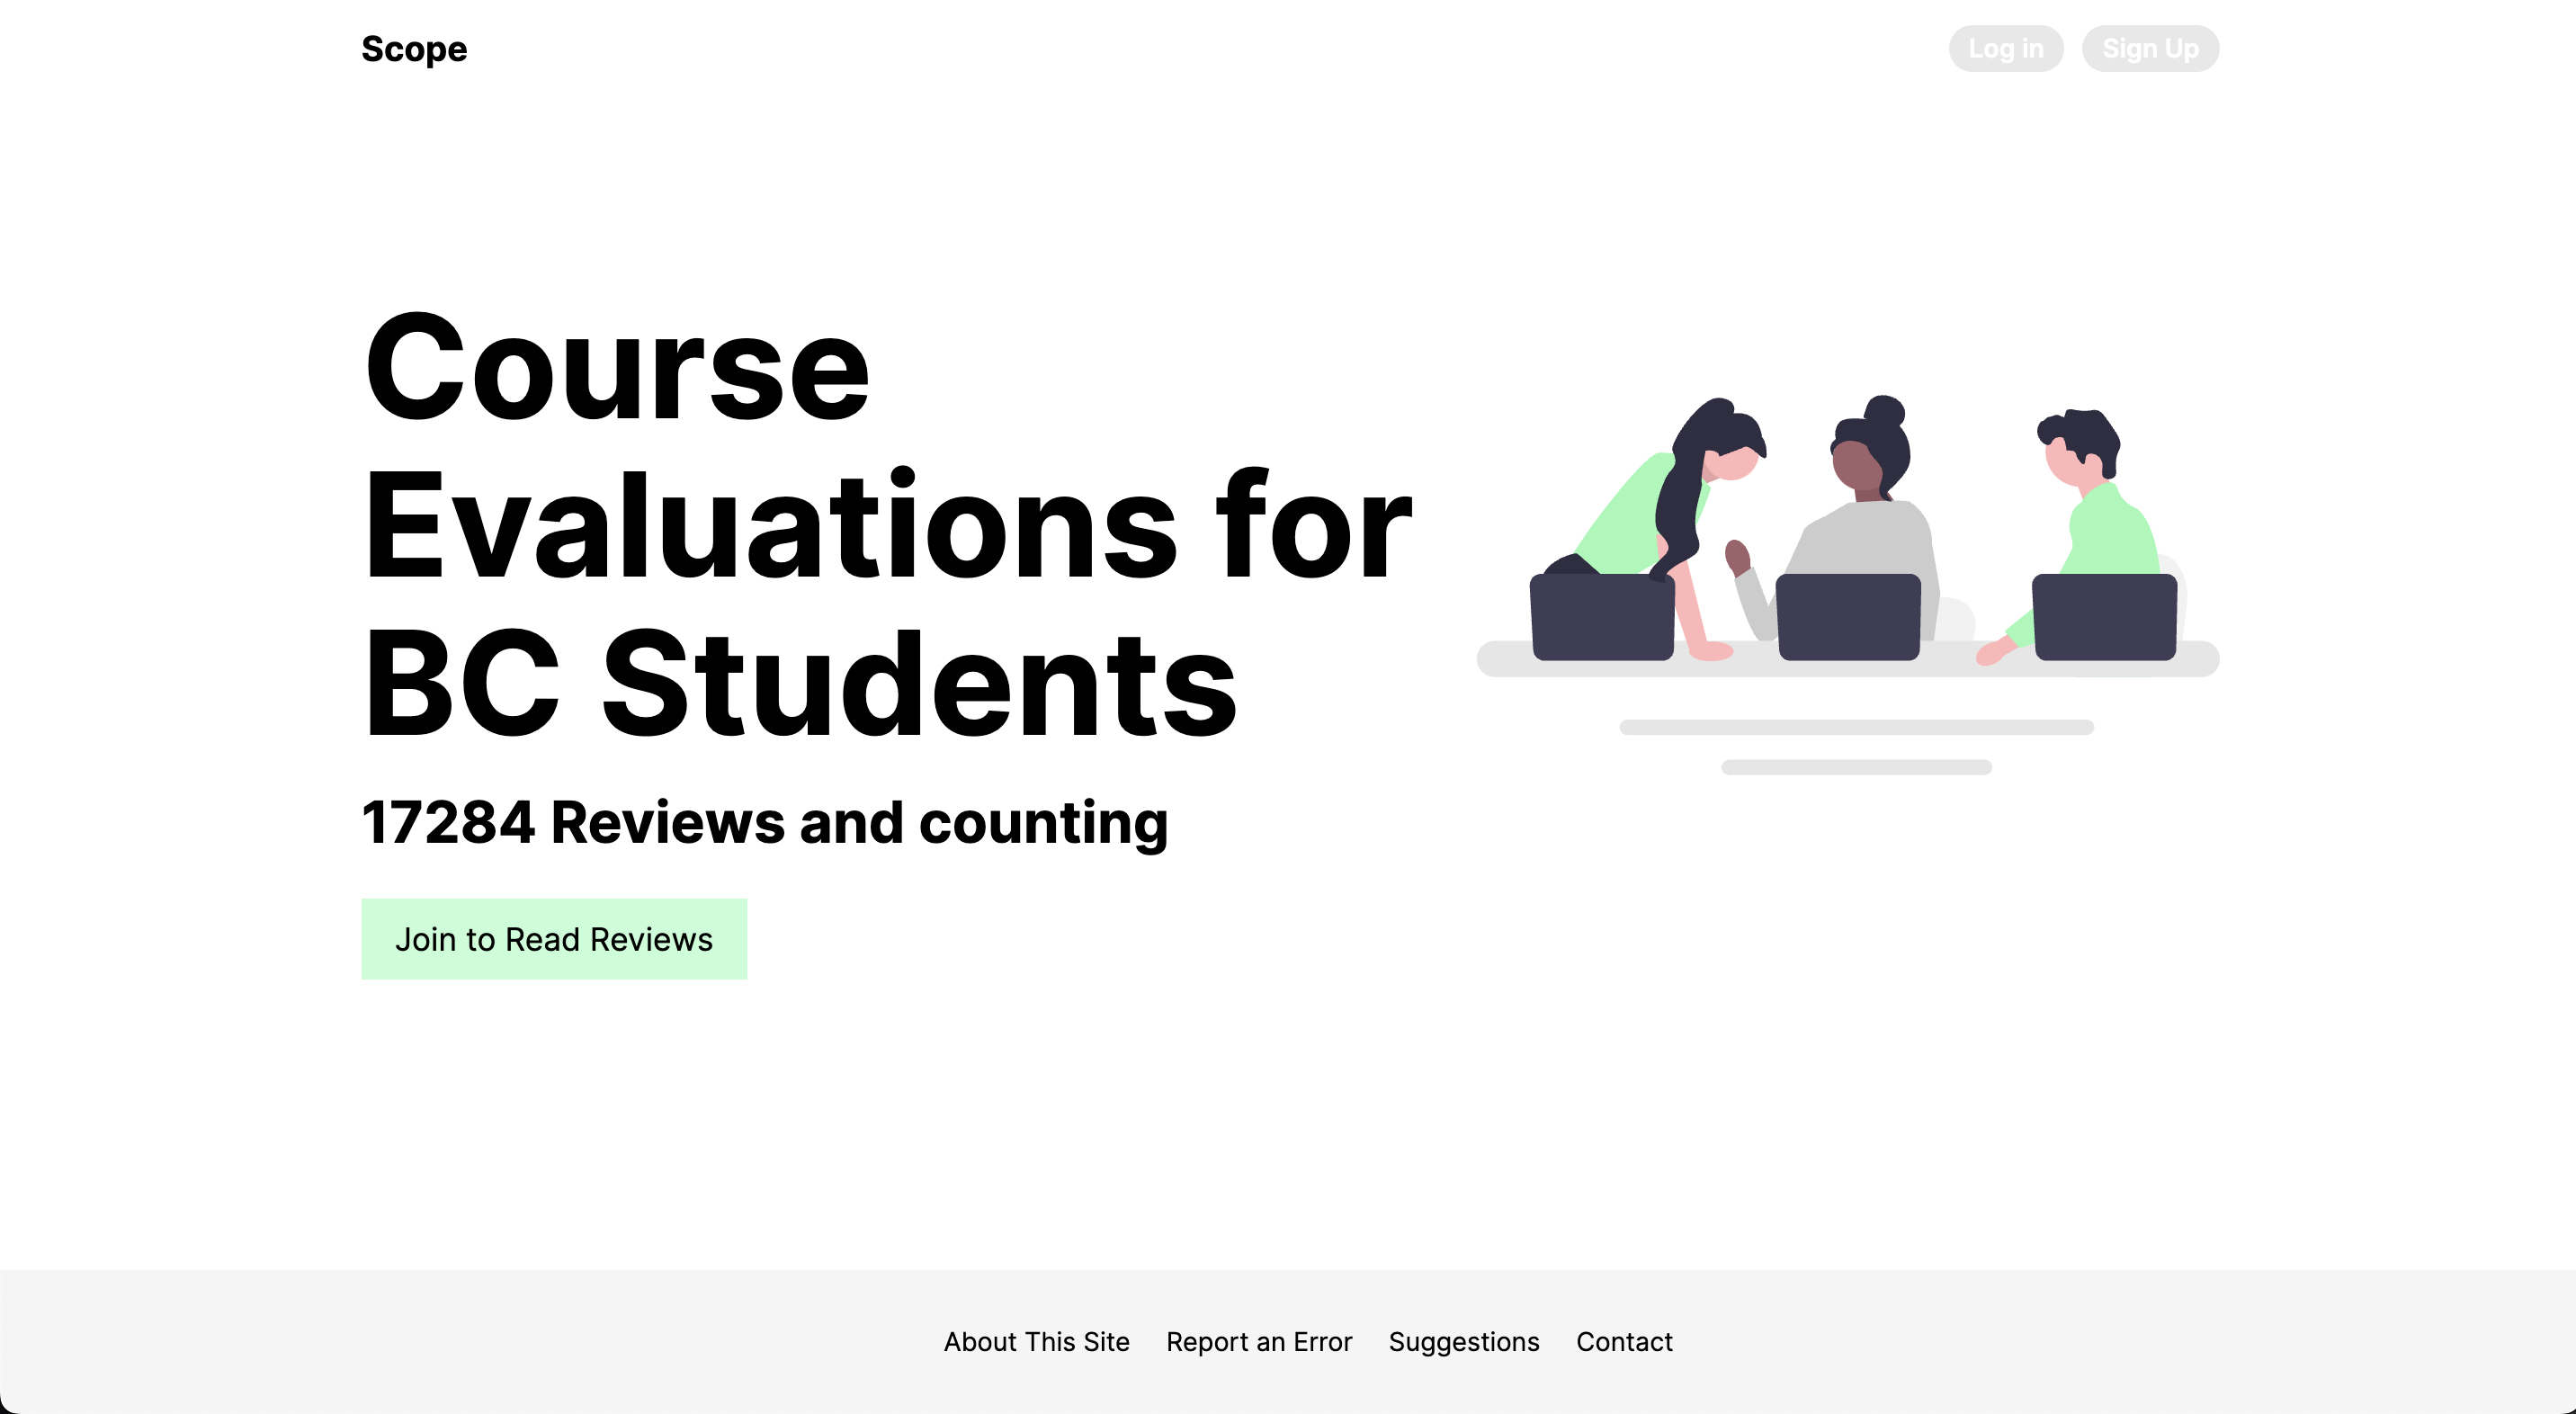 Scope
Log in
Sign Up
Course
Evaluations for
BC Students
17284 Reviews and counting
Join to Read Reviews
About This Site
Report an Error
Suggestions
Contact